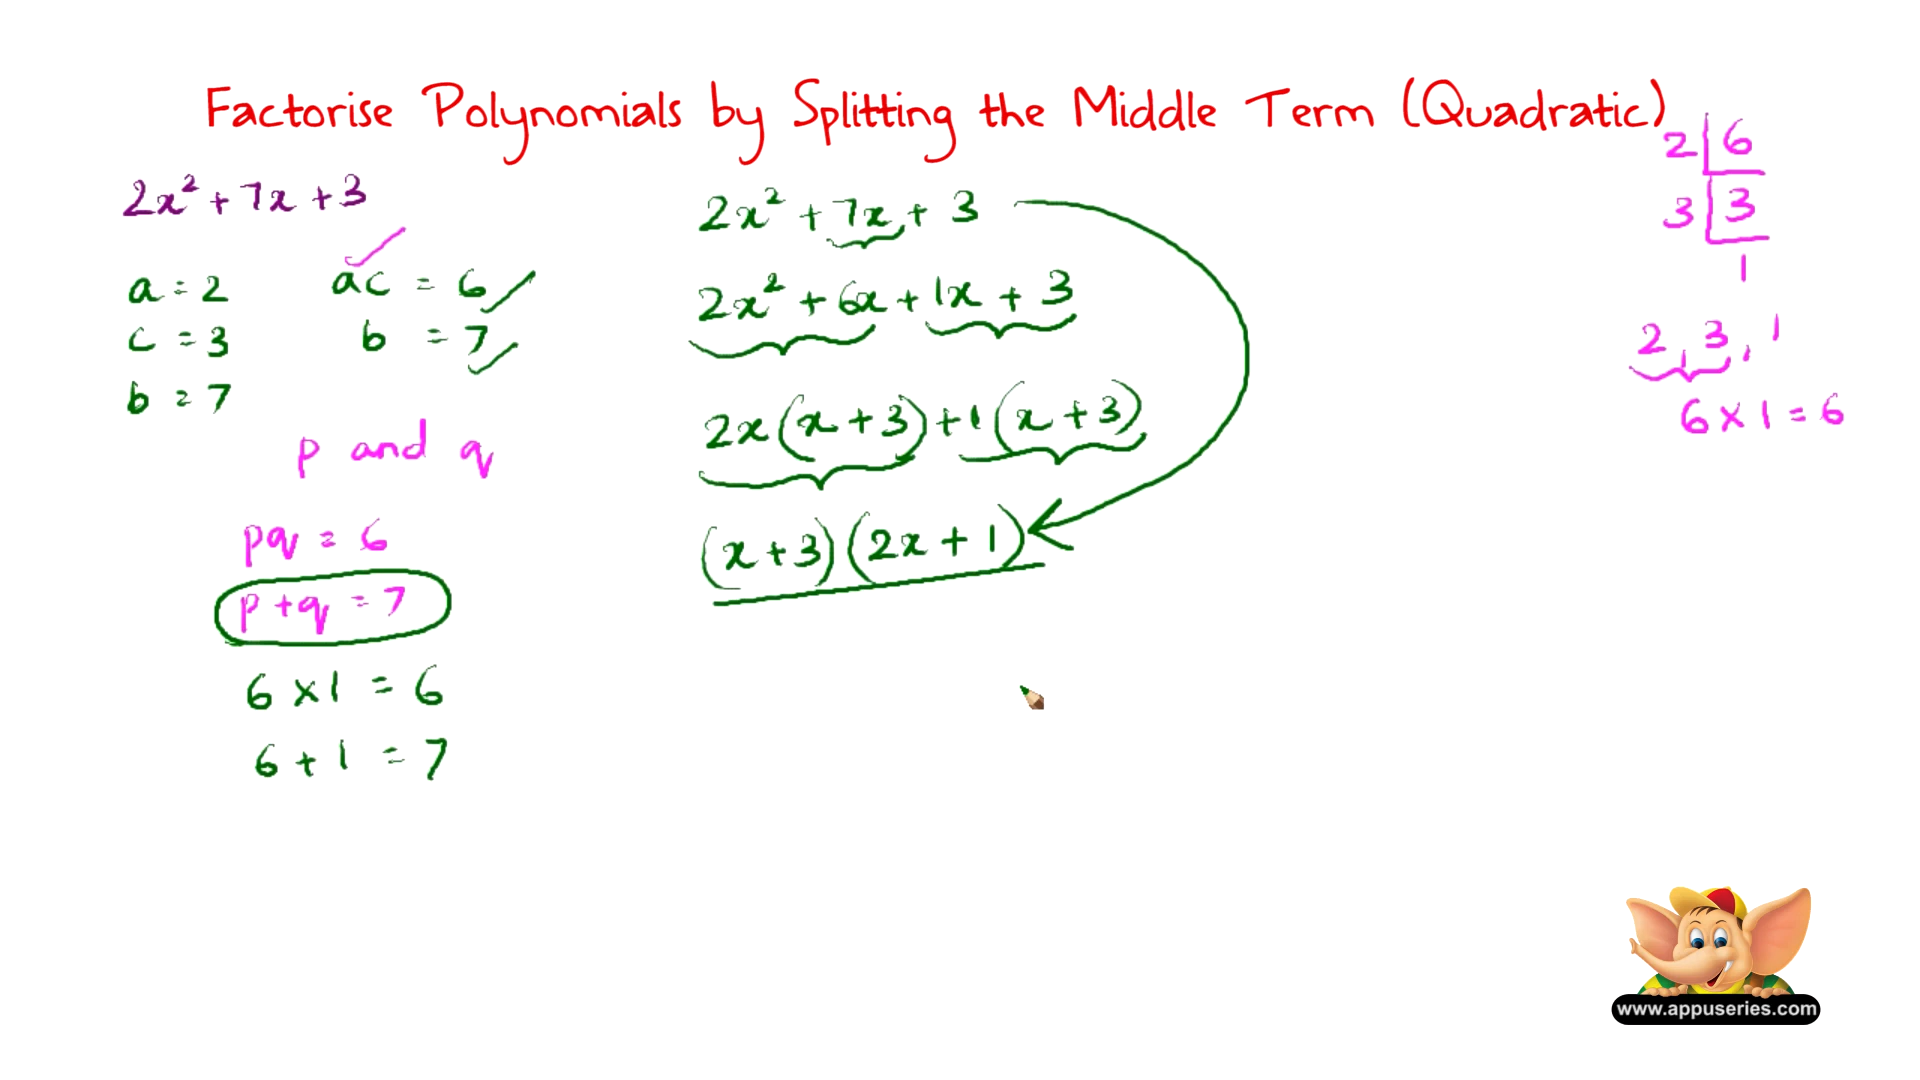 Factorise Polynomials by Splitting the Middle Term (Quadratic)
2x² + 7x + 3
a = 2
c = 3
b = 7
ac = 6
b = 7
p and q
pq = 6
p + q = 7
6 × 1 = 6
6 + 1 = 7
2x² + 7x + 3
2x² + 6x + 1x + 3
2x(x + 3) + 1(x + 3)
(x + 3)(2x + 1)
2 | 6
3 | 3
1
2, 3, 1
6 × 1 = 6
www.appuseries.com